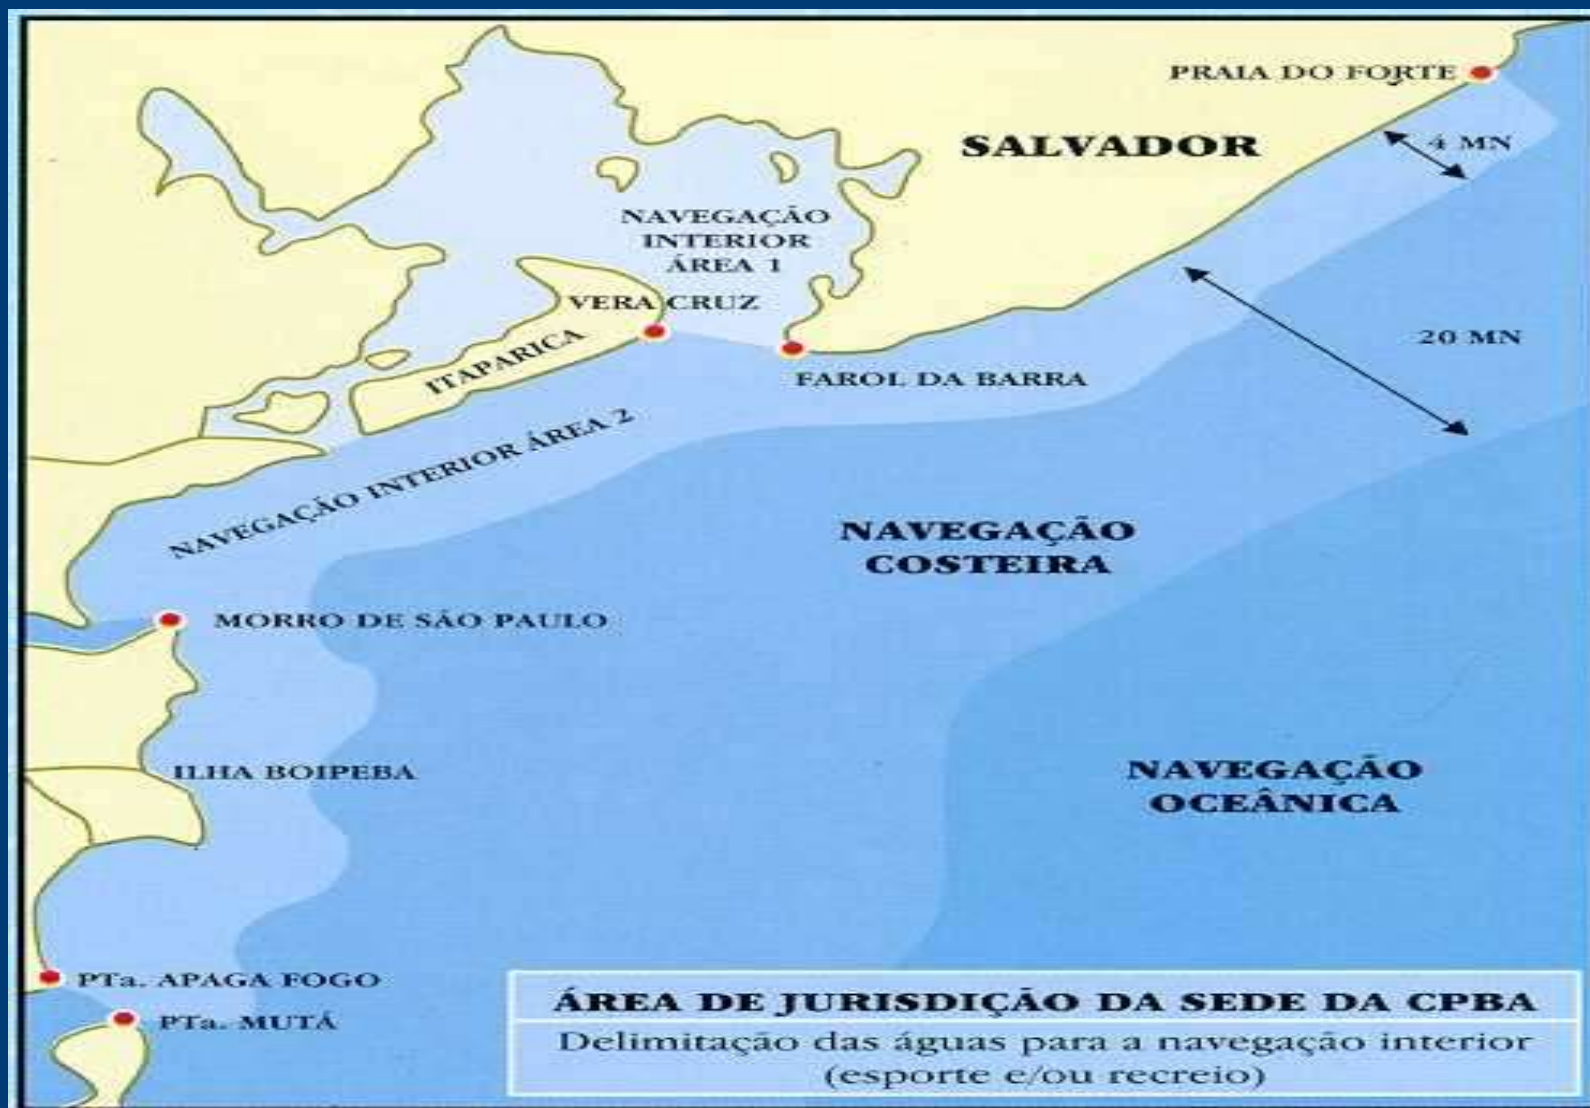 PRAIA DO FORTE
SALVADOR
4 MN
NAVEGAÇÃO
INTERIOR
ÁREA 1
VERA CRUZ
20 MN
ITAPARICA
FAROL DA BARRA
NAVEGAÇÃO INTERIOR ÁREA 2
NAVEGAÇÃO
COSTEIRA
MORRO DE SÃO PAULO
ILHA BOIPEBA
NAVEGAÇÃO
OCEÂNICA
PTa. APAGA FOGO
PTa. MUTÁ
ÁREA DE JURISDIÇÃO DA SEDE DA CPBA
Delimitação das águas para a navegação interior
(esporte e/ou recreio)